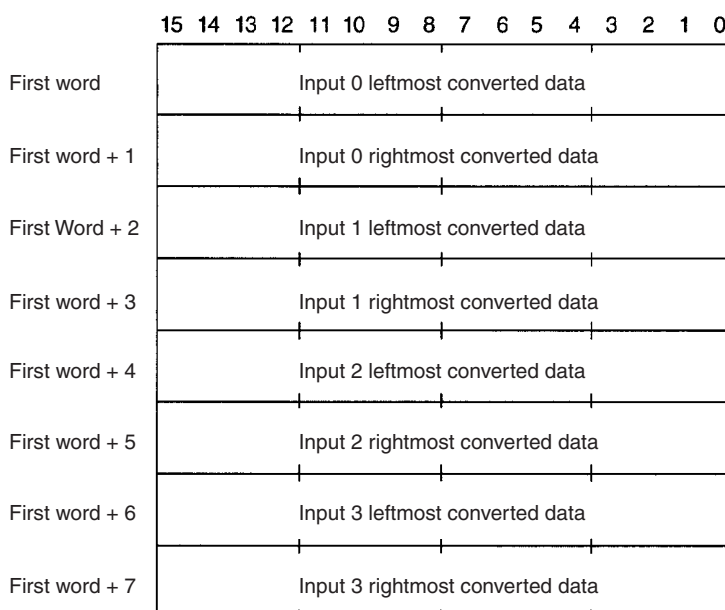 15 14 13 12 11 10 9 8 7 6 5 4 3 2 1 0
First word Input 0 leftmost converted data
First word + 1 Input 0 rightmost converted data
First Word + 2 Input 1 leftmost converted data
First word + 3 Input 1 rightmost converted data
First word + 4 Input 2 leftmost converted data
First word + 5 Input 2 rightmost converted data
First word + 6 Input 3 leftmost converted data
First word + 7 Input 3 rightmost converted data